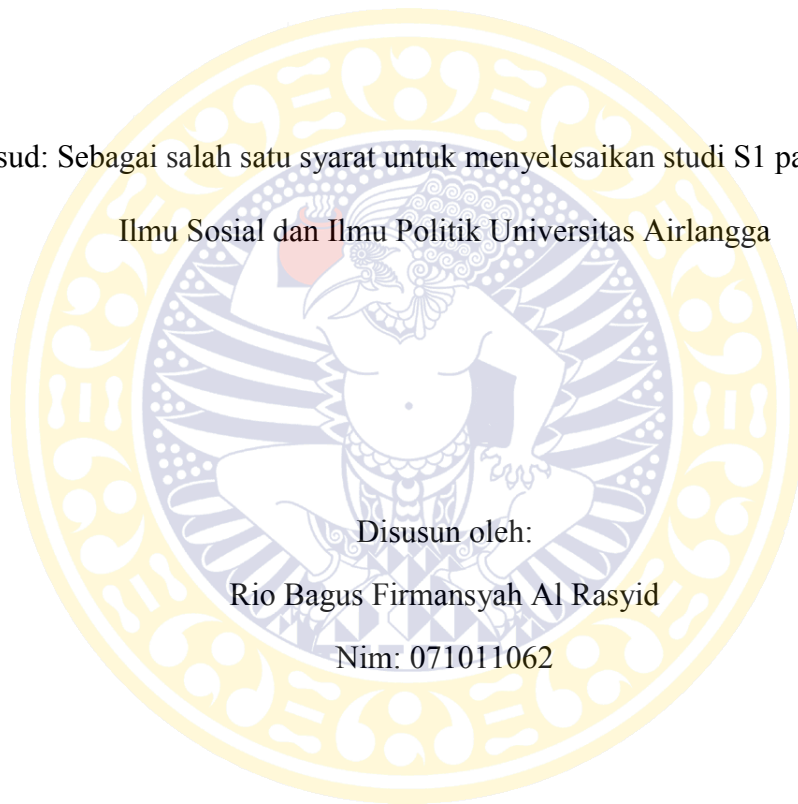 sud: Sebagai salah satu syarat untuk menyelesaikan studi S1 pa
Ilmu Sosial dan Ilmu Politik Universitas Airlangga
Disusun oleh:
Rio Bagus Firmansyah Al Rasyid
Nim: 071011062